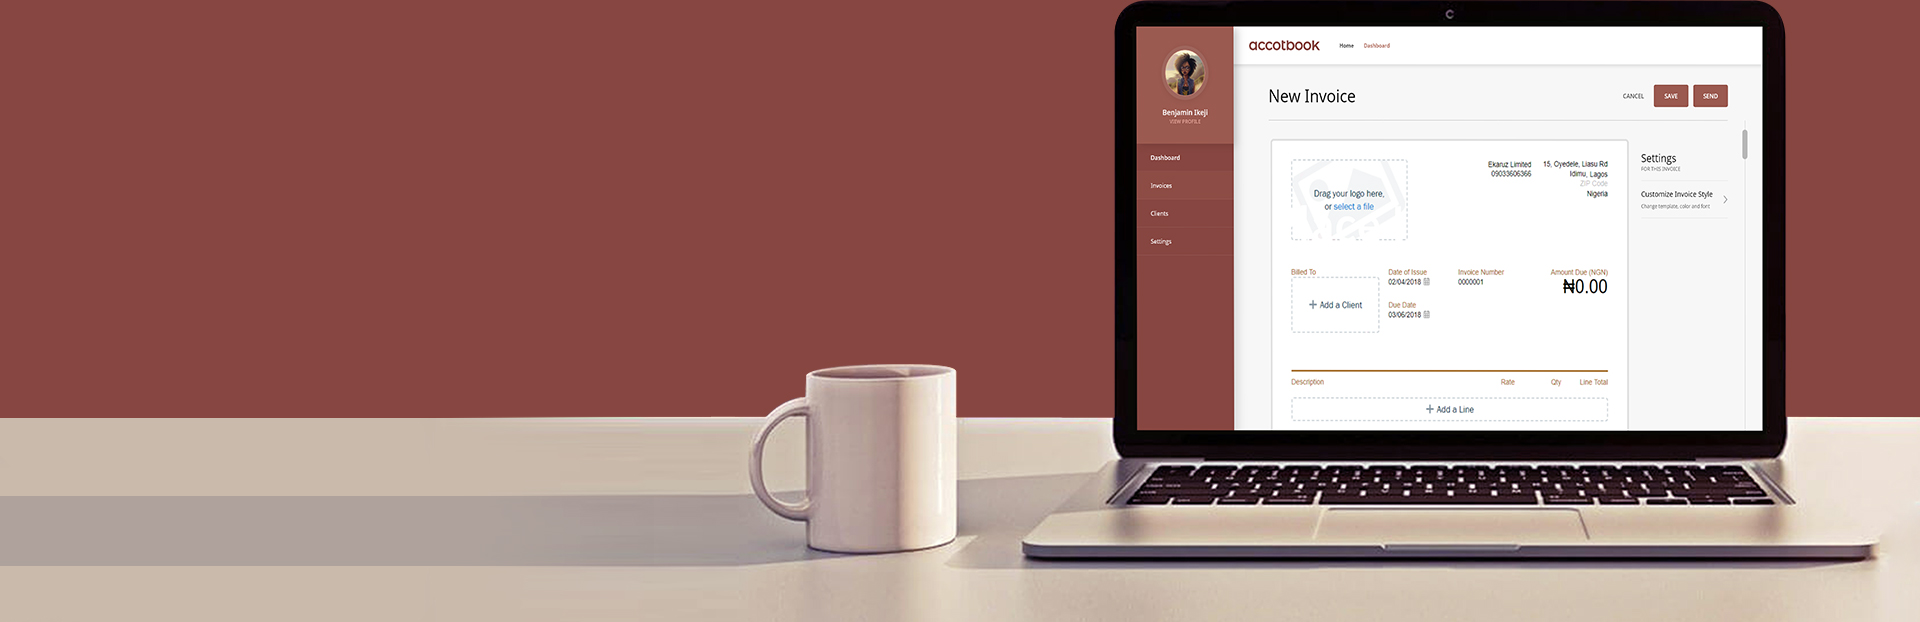 accotbook Home Dashboard
Benjamin Ikeji
VIEW PROFILE
Dashboard
Invoices
Clients
Settings
New Invoice
CANCEL SAVE SEND
Drag your logo here,
or select a file
Ekaruz Limited
09033606366
15, Oyedele, Liasu Rd
Idimu, Lagos
ZIP Code
Nigeria
Settings
FOR THIS INVOICE
Customize Invoice Style
Change template, color and font
Billed To
+ Add a Client
Date of Issue
02/04/2018
Due Date
03/06/2018
Invoice Number
0000001
Amount Due (NGN)
₦0.00
Description Rate Qty Line Total
+ Add a Line